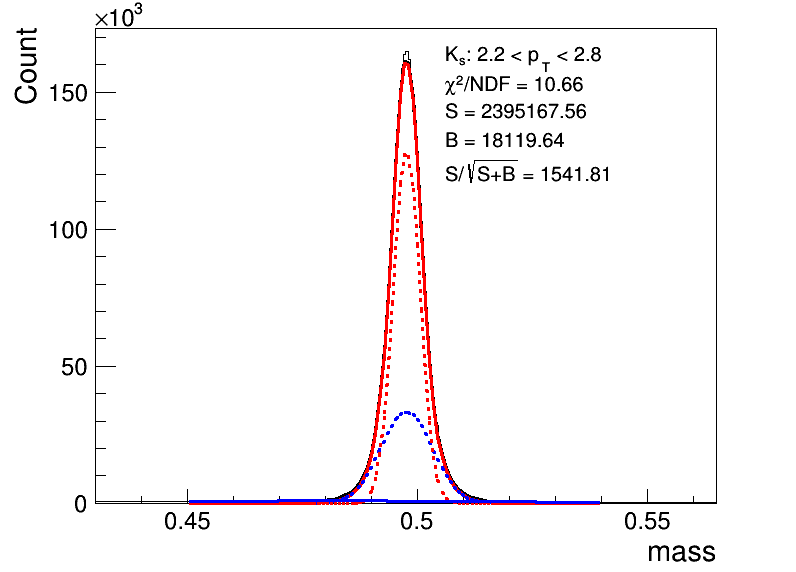 ×10³
Count
150
100
50
0
Kₛ: 2.2 < p_T < 2.8
χ²/NDF = 10.66
S = 2395167.56
B = 18119.64
S/√S+B = 1541.81
0.45 0.5 0.55
mass